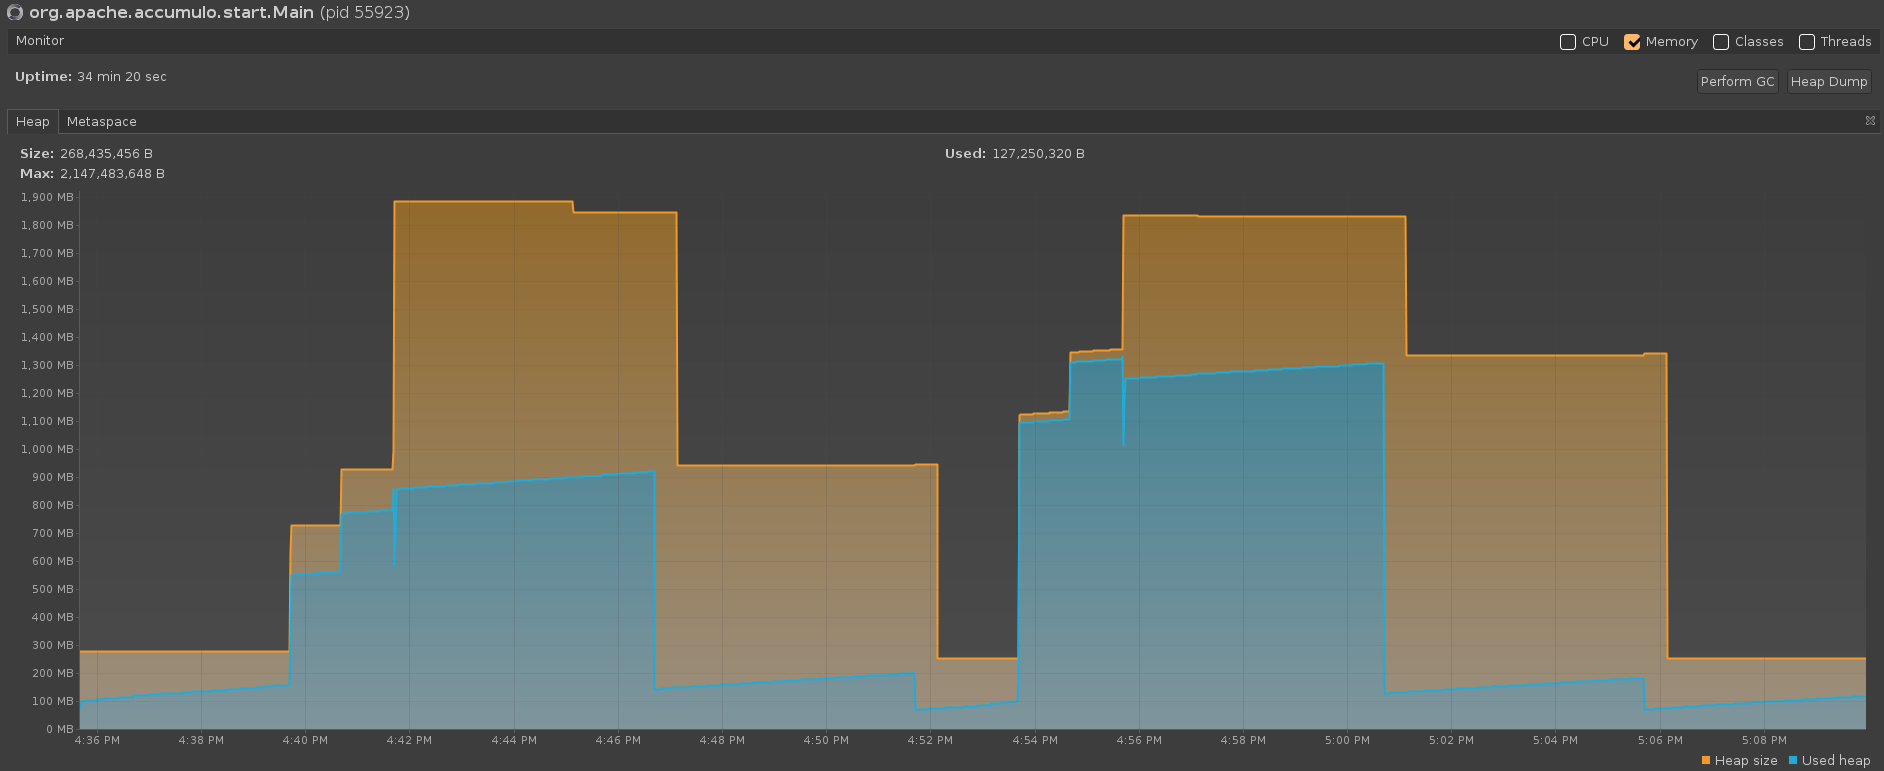 org.apache.accumulo.start.Main (pid 55923)
Monitor CPU Memory Classes Threads
Uptime: 34 min 20 sec
Perform GC Heap Dump
Heap Metaspace
Size: 268,435,456 B Used: 127,250,320 B
Max: 2,147,483,648 B
1,900 MB
1,800 MB
1,700 MB
1,600 MB
1,500 MB
1,400 MB
1,300 MB
1,200 MB
1,100 MB
1,000 MB
900 MB
800 MB
700 MB
600 MB
500 MB
400 MB
300 MB
200 MB
100 MB
0 MB
4:36 PM 4:38 PM 4:40 PM 4:42 PM 4:44 PM 4:46 PM 4:48 PM 4:50 PM 4:52 PM 4:54 PM 4:56 PM 4:58 PM 5:00 PM 5:02 PM 5:04 PM 5:06 PM 5:08 PM
Heap size Used heap